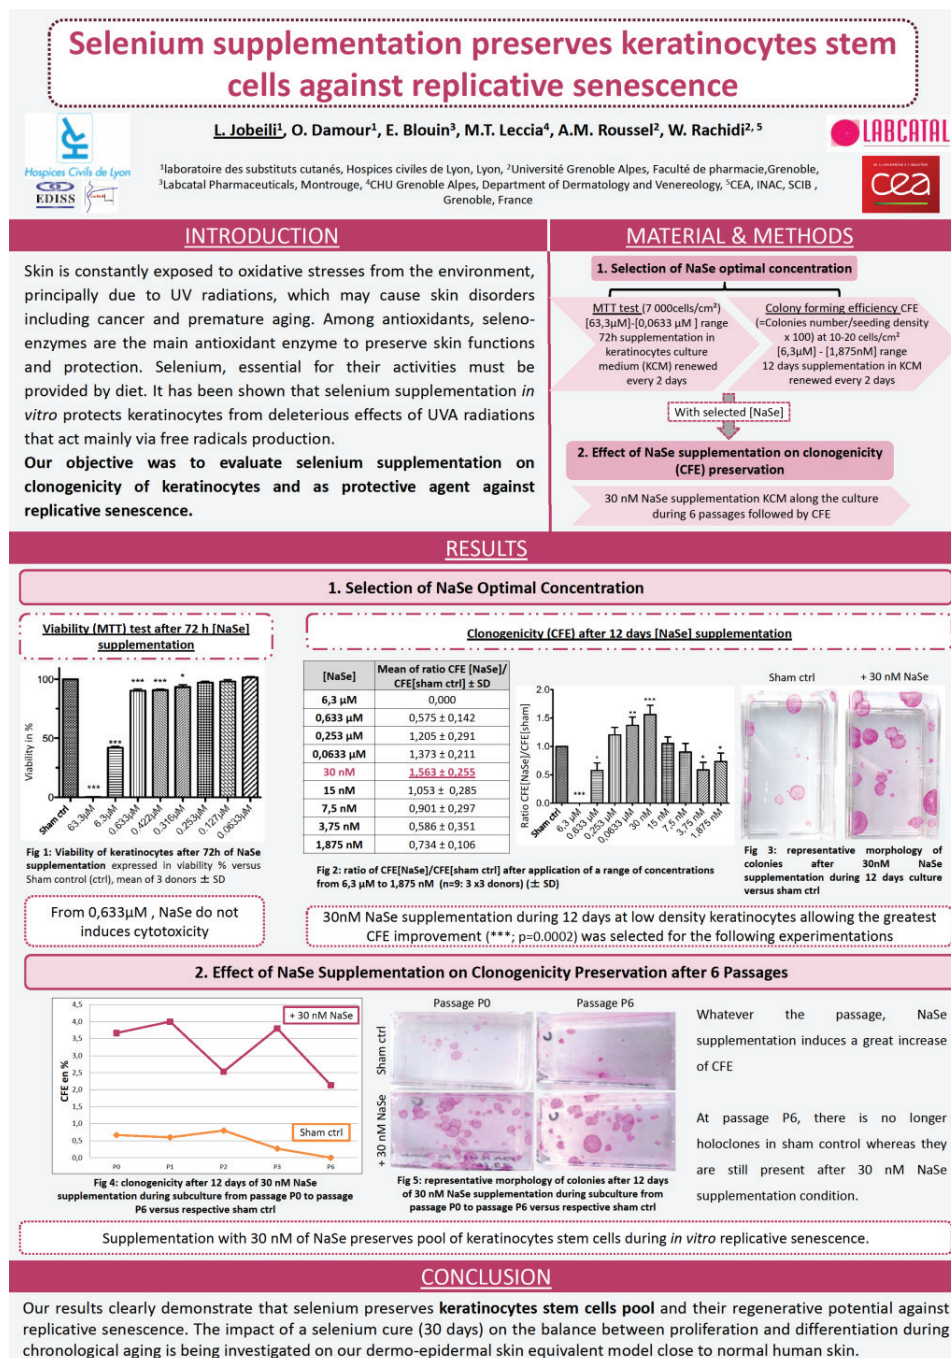 Selenium supplementation preserves keratinocytes stem
cells against replicative senescence
L. Jobeili¹, O. Damour¹, E. Blouin³, M.T. Leccia⁴, A.M. Roussel², W. Rachidi²,⁵
Hospices Civils de Lyon
EDISS
LABCATAL
cea
¹laboratoire des substituts cutanés, Hospices civiles de Lyon, Lyon, ²Université Grenoble Alpes, Faculté de pharmacie,Grenoble,
³Labcatal Pharmaceuticals, Montrouge, ⁴CHU Grenoble Alpes, Department of Dermatology and Venereology, ⁵CEA, INAC, SCIB ,
Grenoble, France
INTRODUCTION
Skin is constantly exposed to oxidative stresses from the environment,
principally due to UV radiations, which may cause skin disorders
including cancer and premature aging. Among antioxidants, seleno-
enzymes are the main antioxidant enzyme to preserve skin functions
and protection. Selenium, essential for their activities must be
provided by diet. It has been shown that selenium supplementation in
vitro protects keratinocytes from deleterious effects of UVA radiations
that act mainly via free radicals production.
Our objective was to evaluate selenium supplementation on
clonogenicity of keratinocytes and as protective agent against
replicative senescence.
MATERIAL & METHODS
1. Selection of NaSe optimal concentration
MTT test (7 000cells/cm²)
[63,3µM]-[0,0633 µM ] range
72h supplementation in
keratinocytes culture
medium (KCM) renewed
every 2 days
Colony forming efficiency CFE
(=Colonies number/seeding density
x 100) at 10-20 cells/cm²
[6,3µM] - [1,875nM] range
12 days supplementation in KCM
renewed every 2 days
With selected [NaSe]
2. Effect of NaSe supplementation on clonogenicity
(CFE) preservation
30 nM NaSe supplementation KCM along the culture
during 6 passages followed by CFE
RESULTS
1. Selection of NaSe Optimal Concentration
Viability (MTT) test after 72 h [NaSe]
supplementation
Viability in %
100
50
0
***
***
***
***
*
Sham ctrl
63.3µM
6.3µM
0.633µM
0.422µM
0.316µM
0.253µM
0.127µM
0.0633µM
Fig 1: Viability of keratinocytes after 72h of NaSe
supplementation expressed in viability % versus
Sham control (ctrl), mean of 3 donors ± SD
From 0,633µM , NaSe do not
induces cytotoxicity
Clonogenicity (CFE) after 12 days [NaSe] supplementation
[NaSe] Mean of ratio CFE [NaSe]/
CFE[sham ctrl] ± SD
6,3 µM 0,000
0,633 µM 0,575 ± 0,142
0,253 µM 1,205 ± 0,291
0,0633 µM 1,373 ± 0,211
30 nM 1,563 ± 0,255
15 nM 1,053 ± 0,285
7,5 nM 0,901 ± 0,297
3,75 nM 0,586 ± 0,351
1,875 nM 0,734 ± 0,106
Ratio CFE[NaSe]/CFE[sham]
2.0
1.5
1.0
0.5
0.0
***
*
**
***
*
*
Sham ctrl
6,3 µM
0,633 µM
0,253 µM
0,0633 µM
30 nM
15 nM
7,5 nM
3,75 nM
1,875 nM
Fig 2: ratio of CFE[NaSe]/CFE[sham ctrl] after application of a range of concentrations
from 6,3 µM to 1,875 nM (n=9: 3 x3 donors) (± SD)
Sham ctrl
+ 30 nM NaSe
Fig 3: representative morphology of
colonies after 30nM NaSe
supplementation during 12 days culture
versus sham ctrl
30nM NaSe supplementation during 12 days at low density keratinocytes allowing the greatest
CFE improvement (***; p=0.0002) was selected for the following experimentations
2. Effect of NaSe Supplementation on Clonogenicity Preservation after 6 Passages
CFE en %
4,5
4,0
3,5
3,0
2,5
2,0
1,5
1,0
0,5
0,0
+ 30 nM NaSe
Sham ctrl
P0 P1 P2 P3 P6
Fig 4: clonogenicity after 12 days of 30 nM NaSe
supplementation during subculture from passage P0 to passage
P6 versus respective sham ctrl
Passage P0
Passage P6
Sham ctrl
+ 30 nM NaSe
Fig 5: representative morphology of colonies after 12 days
of 30 nM NaSe supplementation during subculture from
passage P0 to passage P6 versus respective sham ctrl
Whatever the passage, NaSe
supplementation induces a great increase
of CFE
At passage P6, there is no longer
holoclones in sham control whereas they
are still present after 30 nM NaSe
supplementation condition.
Supplementation with 30 nM of NaSe preserves pool of keratinocytes stem cells during in vitro replicative senescence.
CONCLUSION
Our results clearly demonstrate that selenium preserves keratinocytes stem cells pool and their regenerative potential against
replicative senescence. The impact of a selenium cure (30 days) on the balance between proliferation and differentiation during
chronological aging is being investigated on our dermo-epidermal skin equivalent model close to normal human skin.